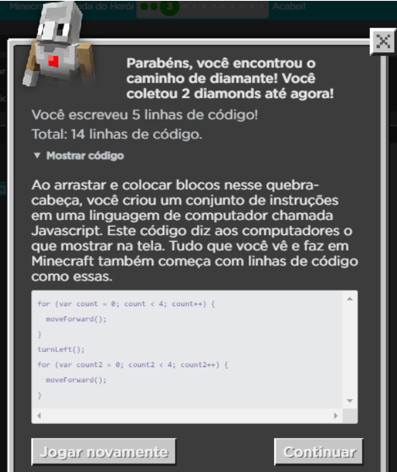 Minecr
da do Herói
3
Acabei!
Parabéns, você encontrou o
caminho de diamante! Você
coletou 2 diamonds até agora!
Você escreveu 5 linhas de código!
Total: 14 linhas de código.
▼ Mostrar código
Ao arrastar e colocar blocos nesse quebra-
cabeça, você criou um conjunto de instruções
em uma linguagem de computador chamada
Javascript. Este código diz aos computadores o
que mostrar na tela. Tudo que você vê e faz em
Minecraft também começa com linhas de código
como essas.
for (var count = 0; count < 4; count++) {
moveForward();
}
turnLeft();
for (var count2 = 0; count2 < 4; count2++) {
moveForward();
}
Jogar novamente
Continuar